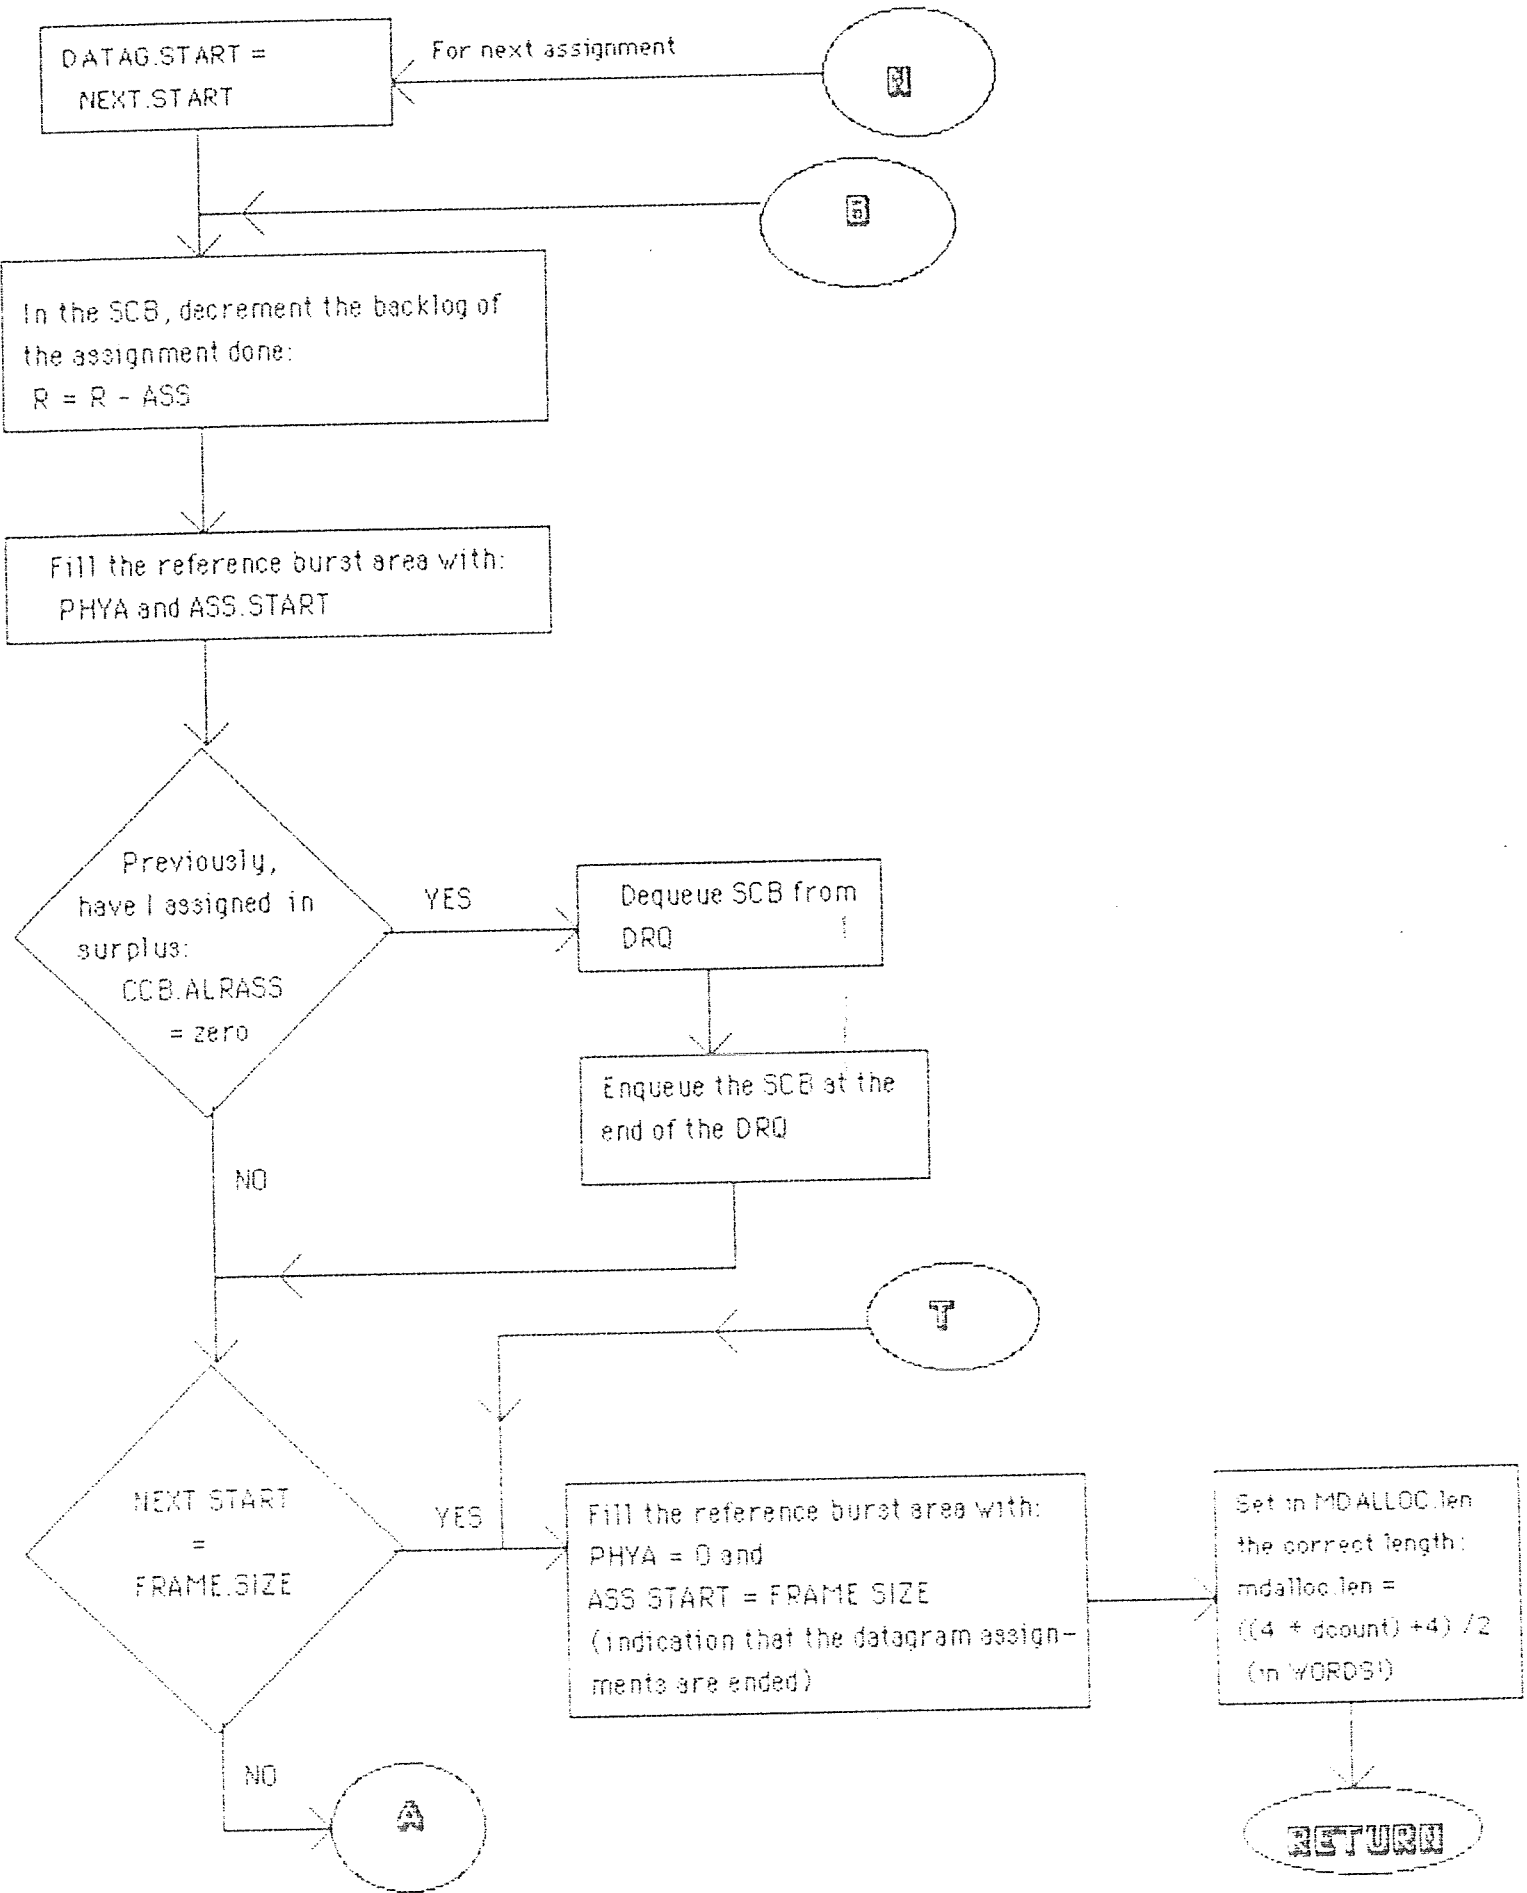 DATAG.START =
NEXT.START
For next assignment
N
In the SCB, decrement the backlog of
the assignment done:
R = R - ASS
Fill the reference burst area with:
PHYA and ASS.START
Previously,
have I assigned in
surplus:
CCB.ALRASS
= zero
YES
Dequeue SCB from
DRQ
Enqueue the SCB at the
end of the DRQ
NO
T
NEXT START
=
FRAME.SIZE
YES
Fill the reference burst area with:
PHYA = 0 and
ASS START = FRAME SIZE
(indication that the datagram assign-
ments are ended)
Set in MDALLOC.len
the correct length:
mdalloc.len =
((4 * dcount) +4) /2
(in WORDS!)
NO
A
RETURN